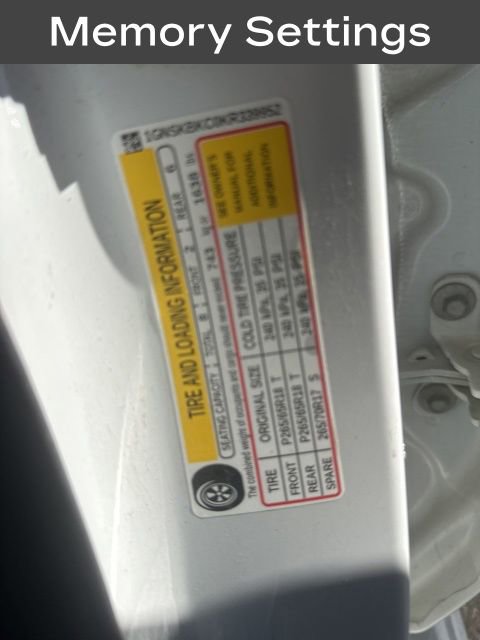 Memory Settings
1GNSKBKC0KR339952
TIRE AND LOADING INFORMATION
SEATING CAPACITY TOTAL 8 FRONT 2 REAR 6
The combined weight of occupants and cargo should never exceed 743 kg or 1638 lbs
TIRE ORIGINAL SIZE COLD TIRE PRESSURE
FRONT P265/65R18 T 240 kPa, 35 PSI
REAR P265/65R18 T 240 kPa, 35 PSI
SPARE 265/70R17 S 240 kPa, 35 PSI
SEE OWNER'S
MANUAL FOR
ADDITIONAL
INFORMATION